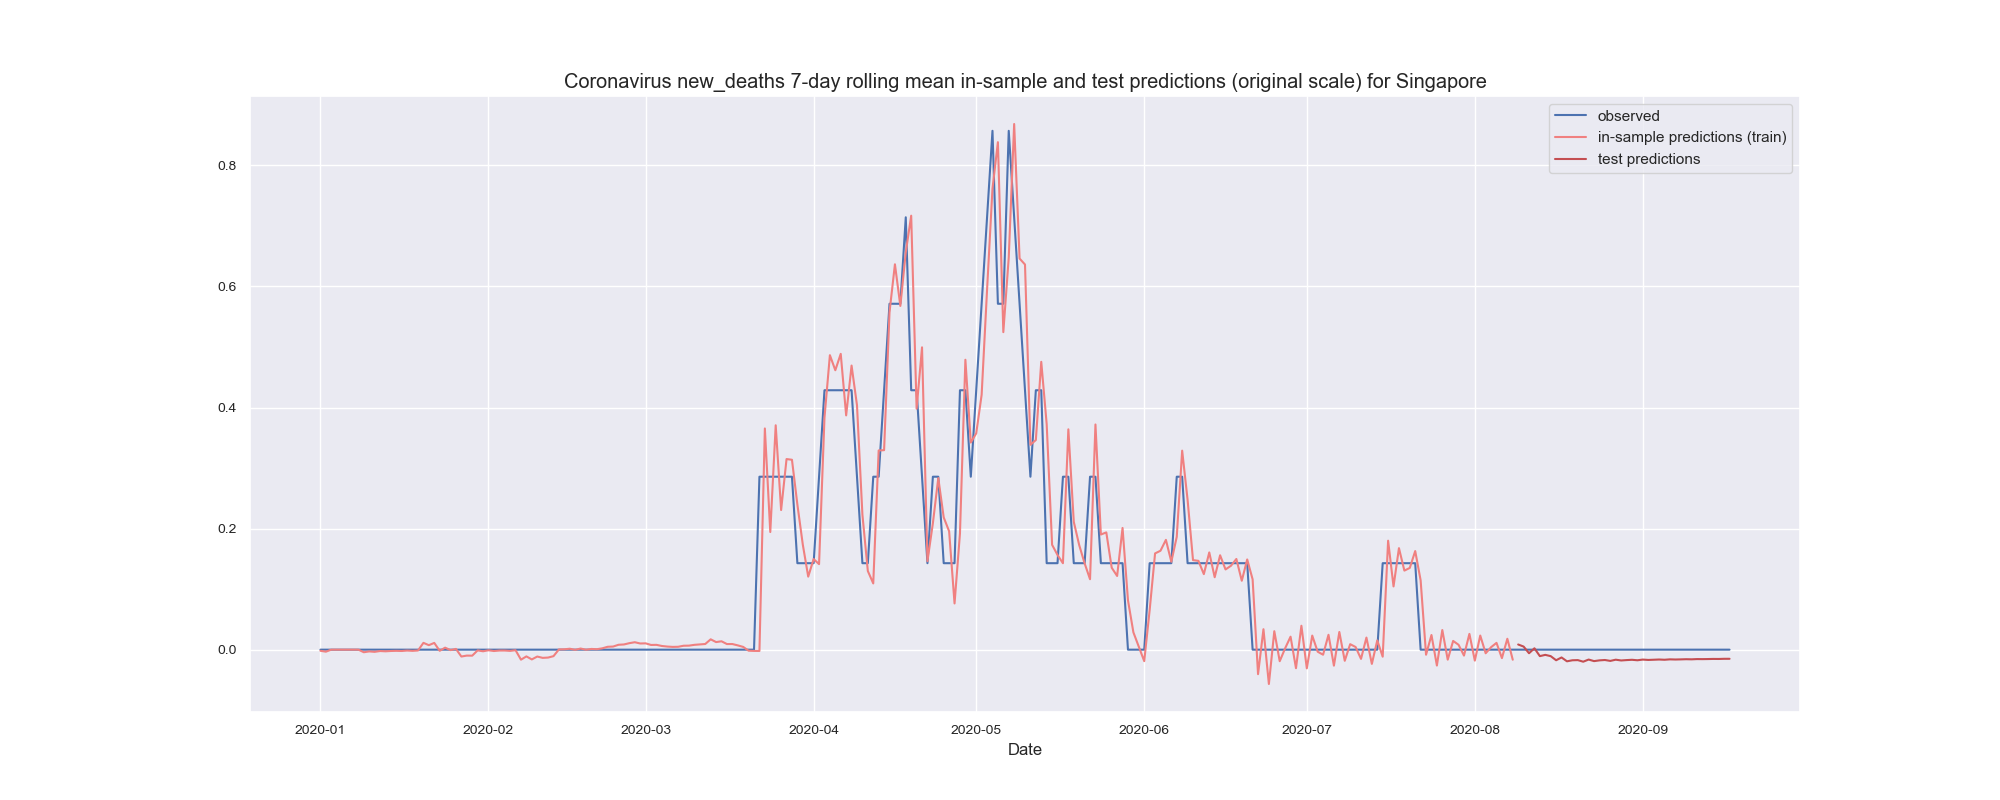 Coronavirus new_deaths 7-day rolling mean in-sample and test predictions (original scale) for Singapore
observed
in-sample predictions (train)
test predictions
0.8
0.6
0.4
0.2
0.0
2020-01 2020-02 2020-03 2020-04 2020-05 2020-06 2020-07 2020-08 2020-09
Date